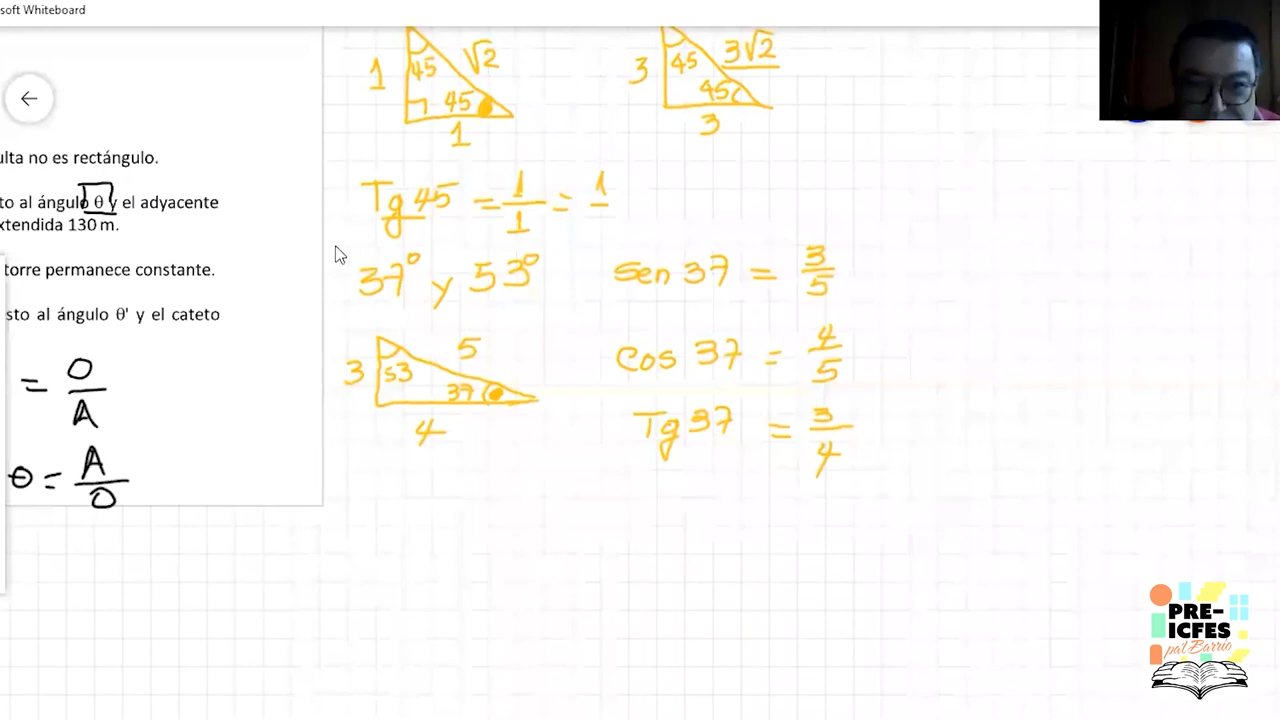 soft Whiteboard
ulta no es rectángulo.
to al ángulo θ y el adyacente
xtendida 130 m.
torre permanece constante.
sto al ángulo θ' y el cateto
= O/A
θ = A/O
1 45 √2
45
1
3 45 3√2
45
3
Tg 45 = 1/1 = 1
37° y 53°
3 53 5
37
4
Sen 37 = 3/5
Cos 37 = 4/5
Tg 37 = 3/4
PRE-
ICFES
pa'l Barrio